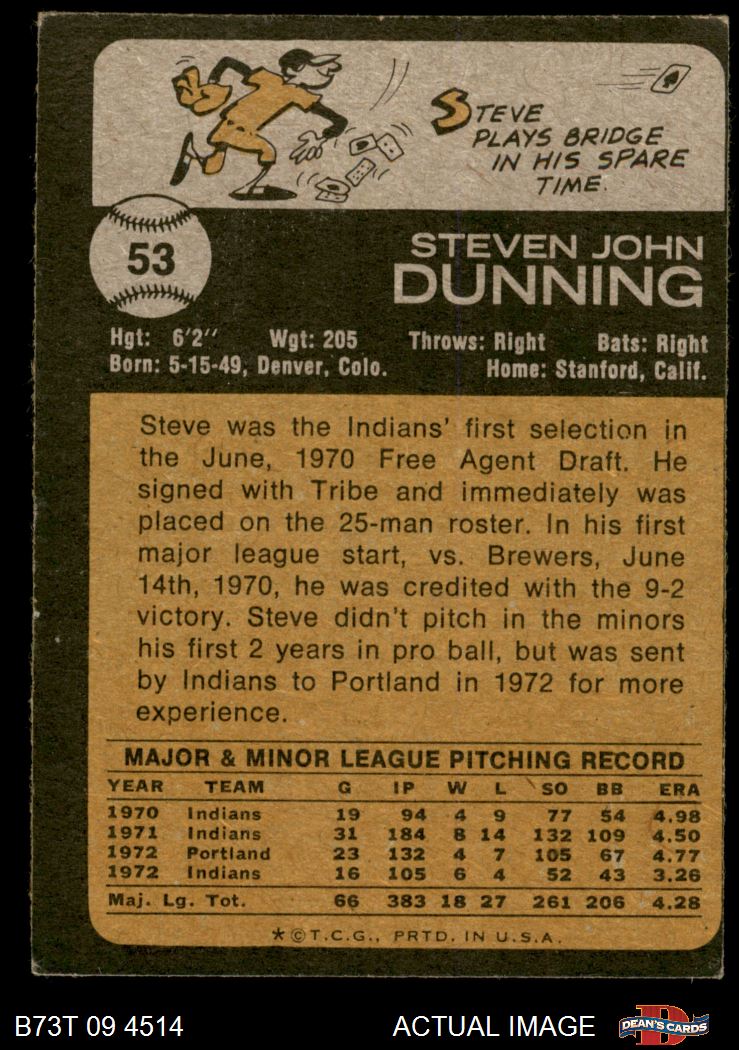 STEVE
PLAYS BRIDGE
IN HIS SPARE
TIME.
53
STEVEN JOHN
DUNNING
Hgt: 6'2" Wgt: 205 Throws: Right Bats: Right
Born: 5-15-49, Denver, Colo. Home: Stanford, Calif.
Steve was the Indians' first selection in
the June, 1970 Free Agent Draft. He
signed with Tribe and immediately was
placed on the 25-man roster. In his first
major league start, vs. Brewers, June
14th, 1970, he was credited with the 9-2
victory. Steve didn't pitch in the minors
his first 2 years in pro ball, but was sent
by Indians to Portland in 1972 for more
experience.
MAJOR & MINOR LEAGUE PITCHING RECORD
YEAR TEAM G IP W L SO BB ERA
1970 Indians 19 94 4 9 77 54 4.98
1971 Indians 31 184 8 14 132 109 4.50
1972 Portland 23 132 4 7 105 67 4.77
1972 Indians 16 105 6 4 52 43 3.26
Maj. Lg. Tot. 66 383 18 27 261 206 4.28
*©T.C.G., PRTD. IN U.S.A.
B73T 09 4514 ACTUAL IMAGE
D
DEAN'S CARDS